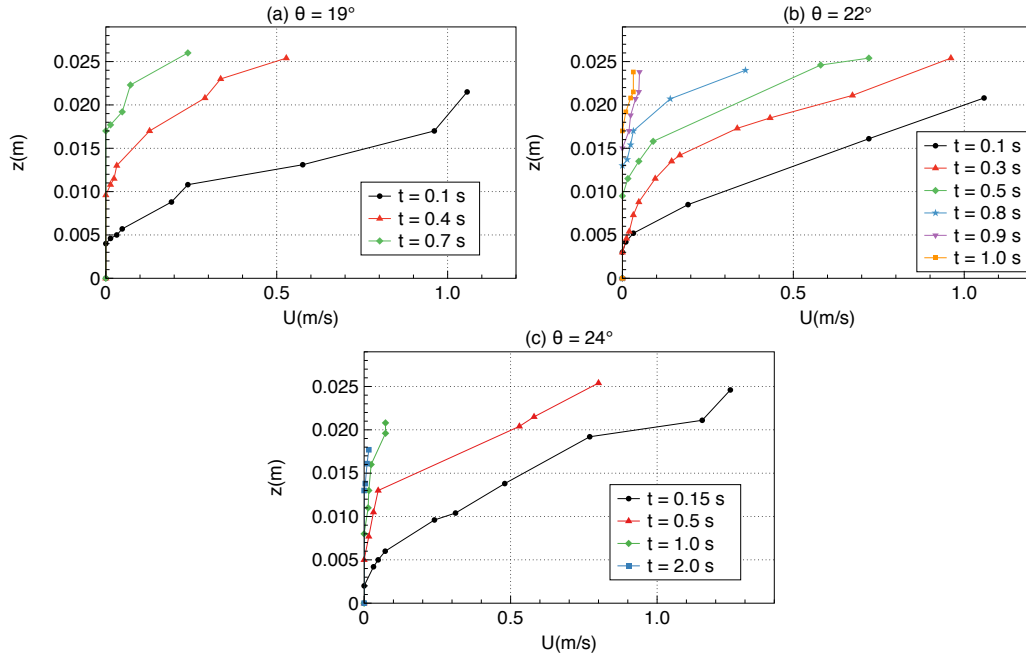 (a) θ = 19°
z(m)
0.025
0.020
0.015
0.010
0.005
0
0 0.5 1.0
U(m/s)
t = 0.1 s
t = 0.4 s
t = 0.7 s
(b) θ = 22°
z(m)
0.025
0.020
0.015
0.010
0.005
0
0 0.5 1.0
U(m/s)
t = 0.1 s
t = 0.3 s
t = 0.5 s
t = 0.8 s
t = 0.9 s
t = 1.0 s
(c) θ = 24°
z(m)
0.025
0.020
0.015
0.010
0.005
0
0 0.5 1.0
U(m/s)
t = 0.15 s
t = 0.5 s
t = 1.0 s
t = 2.0 s